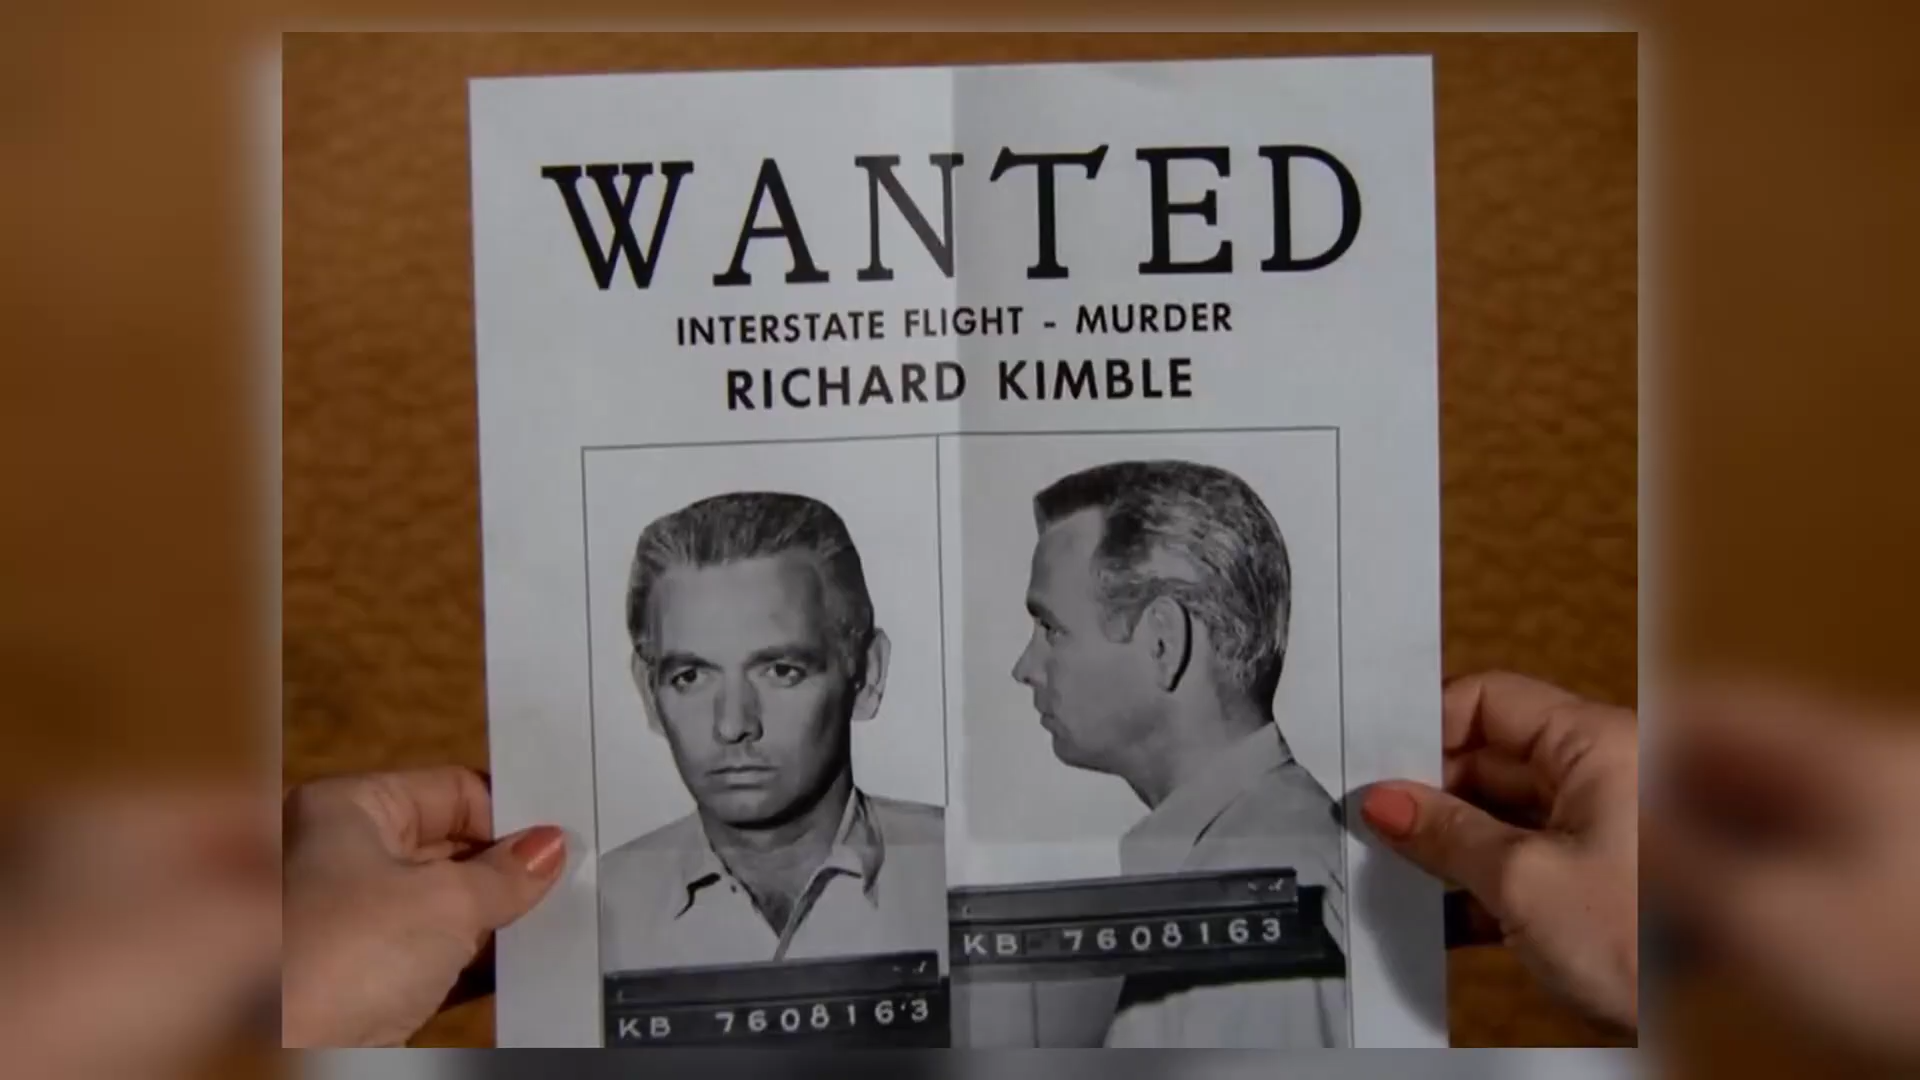 WANTED
INTERSTATE FLIGHT - MURDER
RICHARD KIMBLE
KB 7608163
KB 7608163